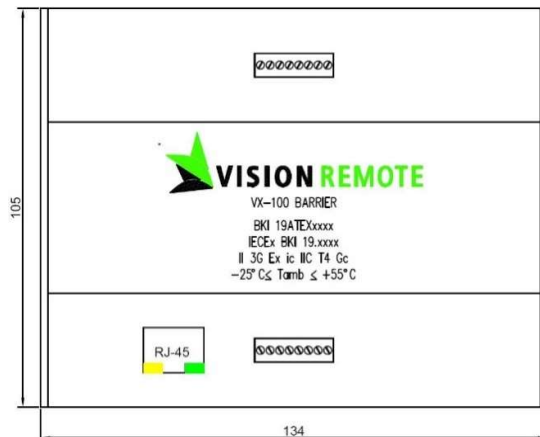 105
VISION REMOTE
VX-100 BARRIER
BKI 19ATEXxxxx
IECEx BKI 19.xxxx
II 3G Ex ic IIC T4 Gc
-25°C≤ Tamb ≤ +55°C
RJ-45
134